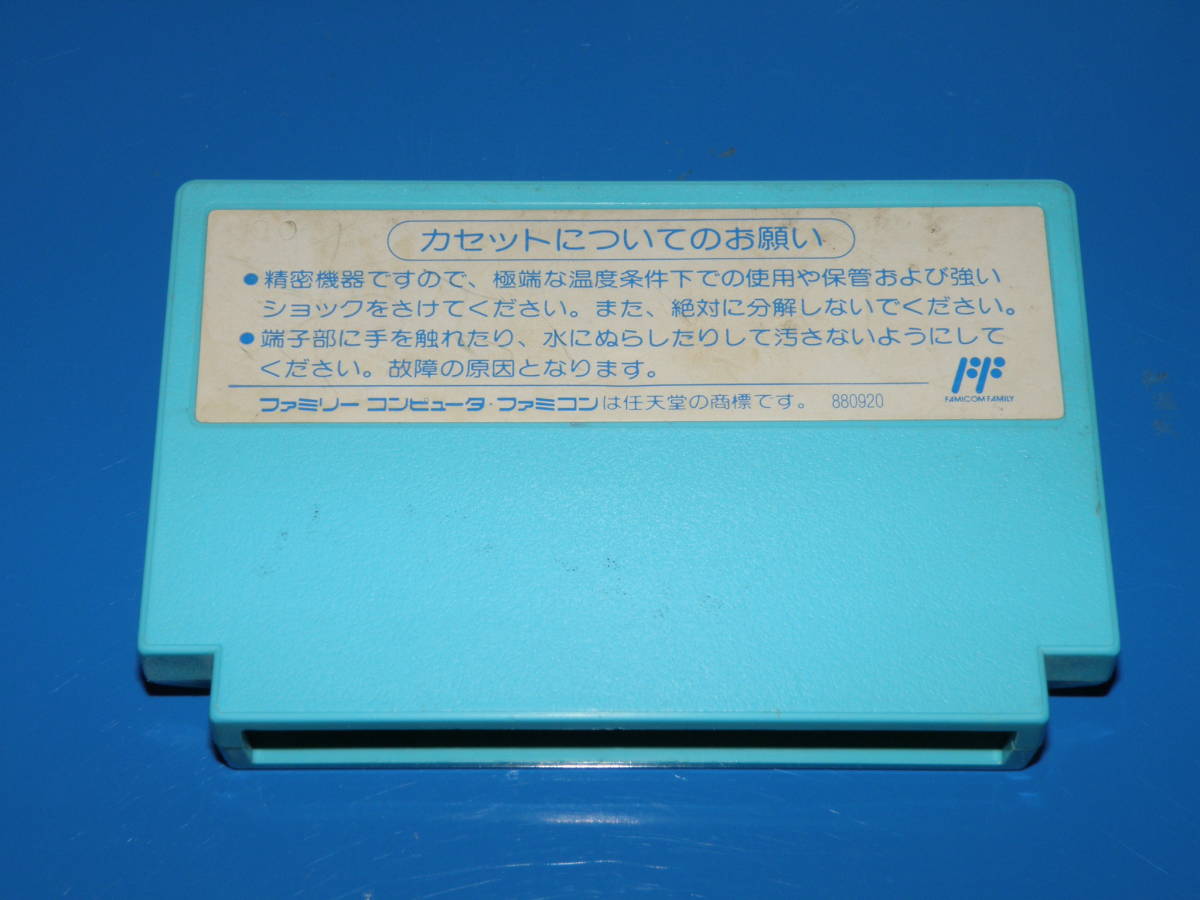 カセットについてのお願い
●精密機器ですので、極端な温度条件下での使用や保管および強い
ショックをさけてください。また、絶対に分解しないでください。
●端子部に手を触れたり、水にぬらしたりして汚さないようにして
ください。故障の原因となります。
FAMICOM FAMILY
ファミリー コンピュータ・ファミコンは任天堂の商標です。 880920